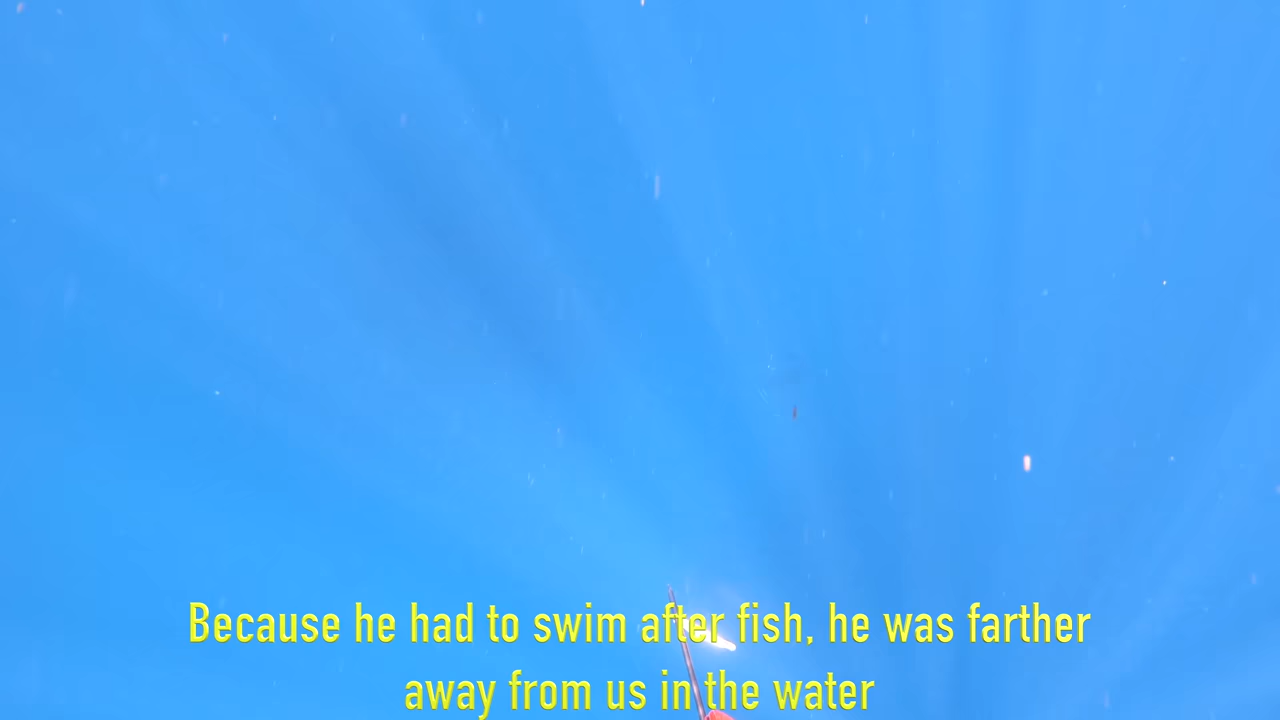 Because he had to swim after fish, he was farther
away from us in the water